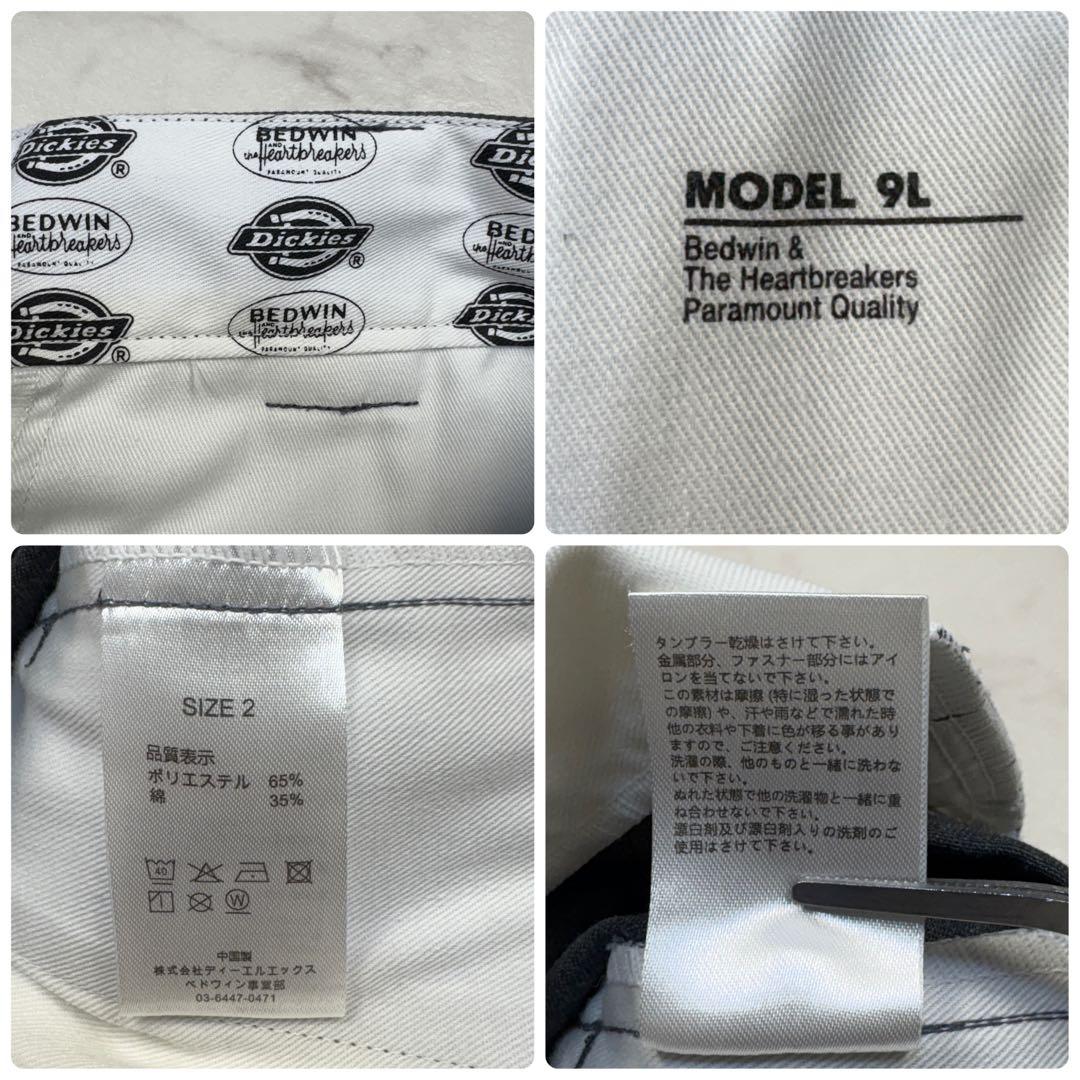 Dickies®
BEDWIN
AND
the Heartbreakers
PARAMOUNT QUALITY
Dickies
BEDWIN
AND
Heartbreakers
PARAMOUNT QUALITY
Dickies®
BED
AND
the Heart
Dickies®
BEDWIN
AND
the Heartbreakers
PARAMOUNT QUALITY
Dickies
MODEL 9L
Bedwin &
The Heartbreakers
Paramount Quality
SIZE 2
品質表示
ポリエステル 65%
綿 35%
40
W
中国製
株式会社ディーエルエックス
ベドウィン事業部
03-6447-0471
タンブラー乾燥はさけて下さい。
金属部分、ファスナー部分にはアイ
ロンを当てないで下さい。
この素材は摩擦(特に湿った状態で
の摩擦)や、汗や雨などで濡れた時
他の衣料や下着に色が移る事があり
ますので、ご注意ください。
洗濯の際、他のものと一緒に洗わな
いで下さい。
ぬれた状態で他の洗濯物と一緒に重
ね合わせないで下さい。
漂白剤及び漂白剤入りの洗剤のご
使用はさけて下さい。